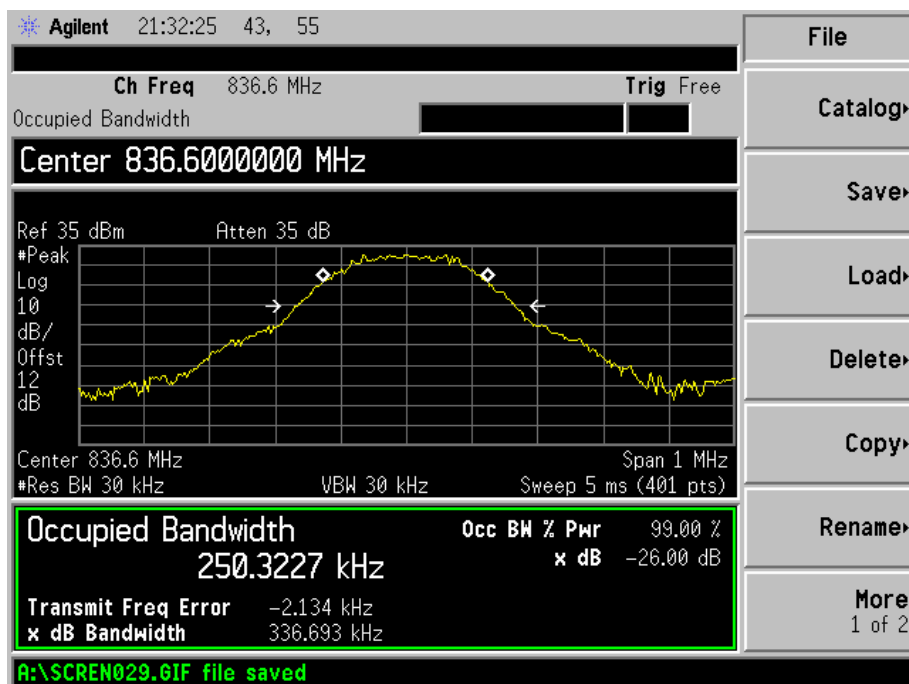 Agilent 21:32:25 43, 55
File
Ch Freq 836.6 MHz Trig Free
Occupied Bandwidth
Catalog
Center 836.6000000 MHz
Save
Ref 35 dBm Atten 35 dB
#Peak
Log
10
dB/
Offst
12
dB
Load
Delete
Copy
Center 836.6 MHz Span 1 MHz
#Res BW 30 kHz VBW 30 kHz Sweep 5 ms (401 pts)
Occupied Bandwidth Occ BW % Pwr 99.00 %
250.3227 kHz x dB -26.00 dB
Rename
Transmit Freq Error -2.134 kHz
x dB Bandwidth 336.693 kHz
More
1 of 2
A:\SCREN029.GIF file saved